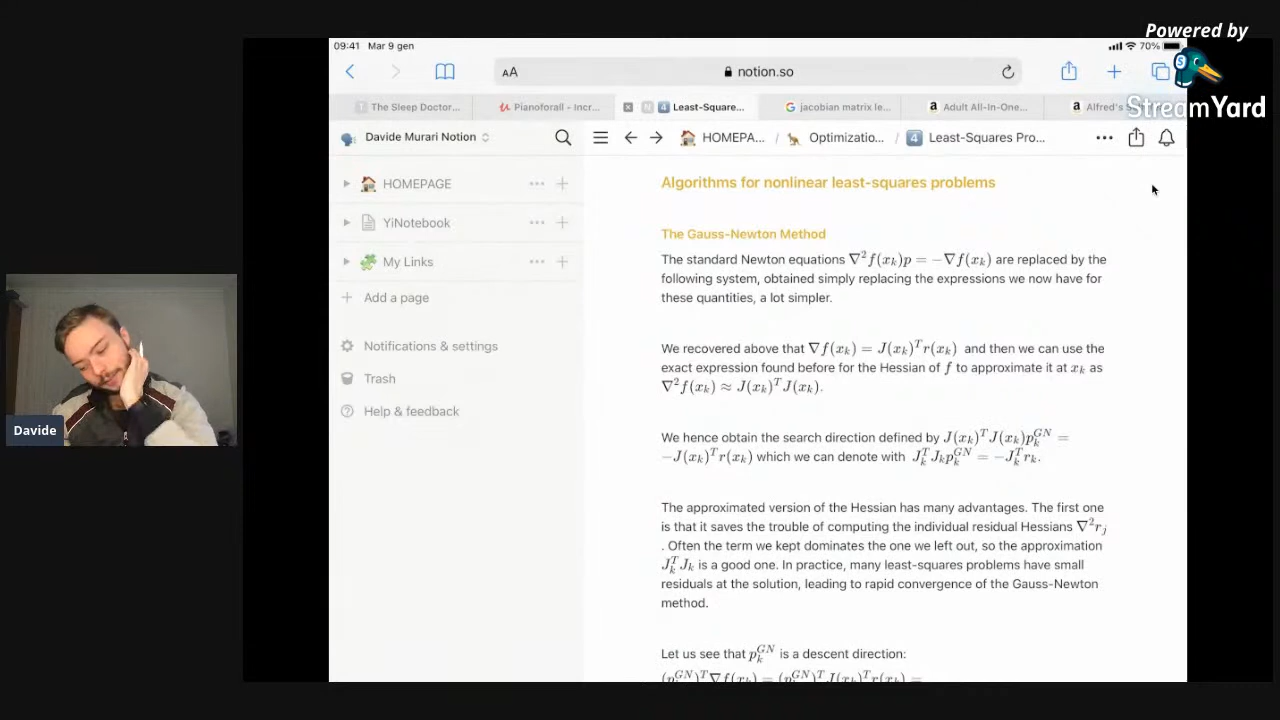 Powered by
StreamYard
09:41 Mar 9 gen
70%
AA
notion.so
The Sleep Doctor...
Pianoforall - Incr...
Least-Square...
jacobian matrix le...
Adult All-In-One...
Alfred's
Davide Murari Notion
HOMEPA... / Optimizatio... / 4 Least-Squares Pro...
HOMEPAGE
YiNotebook
My Links
Add a page
Notifications & settings
Trash
Help & feedback
Davide
Algorithms for nonlinear least-squares problems
The Gauss-Newton Method
The standard Newton equations ∇²f(xₖ)p = −∇f(xₖ) are replaced by the
following system, obtained simply replacing the expressions we now have for
these quantities, a lot simpler.
We recovered above that ∇f(xₖ) = J(xₖ)ᵀr(xₖ) and then we can use the
exact expression found before for the Hessian of f to approximate it at xₖ as
∇²f(xₖ) ≈ J(xₖ)ᵀJ(xₖ).
We hence obtain the search direction defined by J(xₖ)ᵀJ(xₖ)pₖᴳᴺ =
−J(xₖ)ᵀr(xₖ) which we can denote with JₖᵀJₖpₖᴳᴺ = −Jₖᵀrₖ.
The approximated version of the Hessian has many advantages. The first one
is that it saves the trouble of computing the individual residual Hessians ∇²rⱼ
. Often the term we kept dominates the one we left out, so the approximation
JₖᵀJₖ is a good one. In practice, many least-squares problems have small
residuals at the solution, leading to rapid convergence of the Gauss-Newton
method.
Let us see that pₖᴳᴺ is a descent direction:
(pₖᴳᴺ)ᵀ∇f(xₖ) = (pₖᴳᴺ)ᵀJ(xₖ)ᵀr(xₖ) =